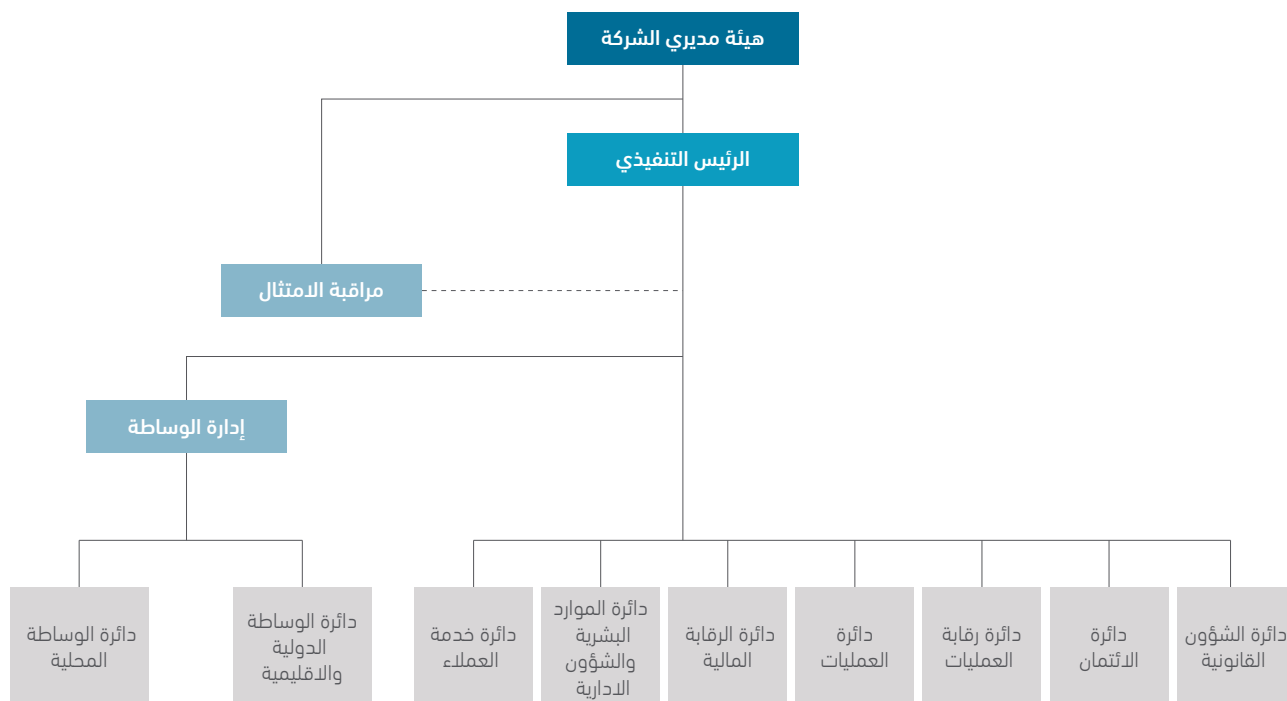 هيئة مديري الشركة
الرئيس التنفيذي
مراقبة الامتثال
إدارة الوساطة
دائرة الشؤون
القانونية
دائرة
الائتمان
دائرة رقابة
العمليات
دائرة
العمليات
دائرة الرقابة
المالية
دائرة الموارد
البشرية
والشؤون
الادارية
دائرة خدمة
العملاء
دائرة الوساطة
الدولية
والاقليمية
دائرة الوساطة
المحلية